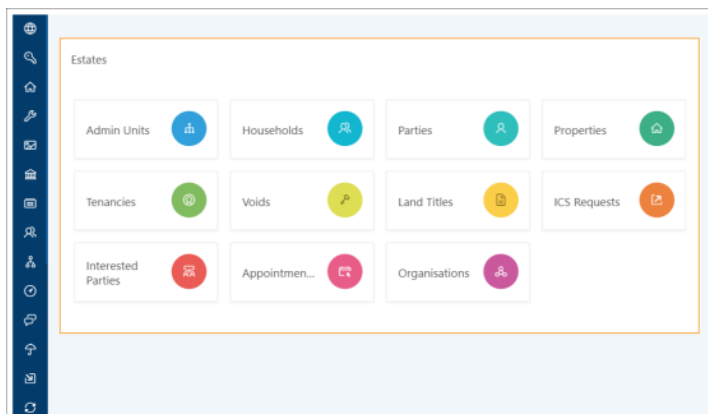 Estates
Admin Units
Households
Parties
Properties
Tenancies
Voids
Land Titles
ICS Requests
Interested
Parties
Appointmen...
Organisations